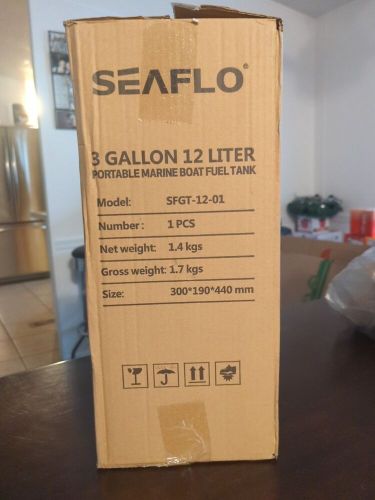 SEAFLO®
3 GALLON 12 LITER
PORTABLE MARINE BOAT FUEL TANK
Model: SFGT-12-01
Number: 1 PCS
Net weight: 1.4 kgs
Gross weight: 1.7 kgs
Size: 300*190*440 mm